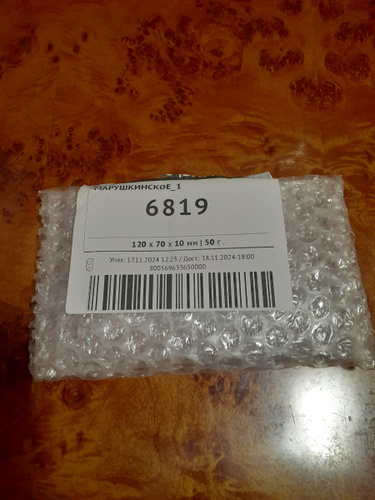 МАРУШКИНСКОЕ_1
6819
120 x 70 x 10 мм | 50 г.
Упак: 17.11.2024 12:23 / Дост: 18.11.2024 18:00
800569633650000